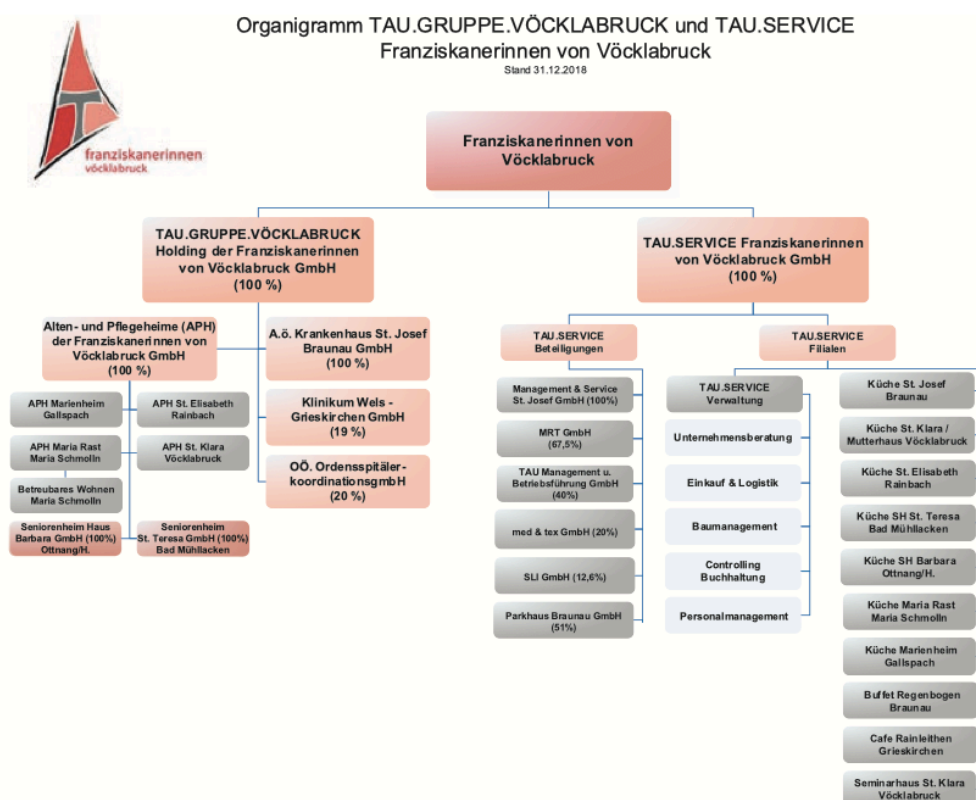 Organigramm TAU.GRUPPE.VÖCKLABRUCK und TAU.SERVICE
Franziskanerinnen von Vöcklabruck
Stand 31.12.2018
franziskanerinnen
vöcklabruck
Franziskanerinnen von
Vöcklabruck
TAU.GRUPPE.VÖCKLABRUCK
Holding der Franziskanerinnen
von Vöcklabruck GmbH
(100 %)
TAU.SERVICE Franziskanerinnen
von Vöcklabruck GmbH
(100 %)
Alten- und Pflegeheime (APH)
der Franziskanerinnen von
Vöcklabruck GmbH
(100 %)
A.ö. Krankenhaus St. Josef
Braunau GmbH
(100 %)
Klinikum Wels -
Grieskirchen GmbH
(19 %)
OÖ. Ordensspitäler-
koordinationsgmbH
(20 %)
APH Marienheim
Gallspach
APH St. Elisabeth
Rainbach
APH Maria Rast
Maria Schmolln
APH St. Klara
Vöcklabruck
Betreubares Wohnen
Maria Schmolln
Seniorenheim Haus
Barbara GmbH (100%)
Ottnang/H.
Seniorenheim
St. Teresa GmbH (100%)
Bad Mühllacken
TAU.SERVICE
Beteiligungen
Management & Service
St. Josef GmbH (100%)
MRT GmbH
(67,5%)
TAU Management u.
Betriebsführung GmbH
(40%)
med & tex GmbH (20%)
SLI GmbH (12,6%)
Parkhaus Braunau GmbH
(51%)
TAU.SERVICE
Filialen
TAU.SERVICE
Verwaltung
Unternehmensberatung
Einkauf & Logistik
Baumanagement
Controlling
Buchhaltung
Personalmanagement
Küche St. Josef
Braunau
Küche St. Klara /
Mutterhaus Vöcklabruck
Küche St. Elisabeth
Rainbach
Küche SH St. Teresa
Bad Mühllacken
Küche SH Barbara
Ottnang/H.
Küche Maria Rast
Maria Schmolln
Küche Marienheim
Gallspach
Buffet Regenbogen
Braunau
Cafe Rainleithen
Grieskirchen
Seminarhaus St. Klara
Vöcklabruck